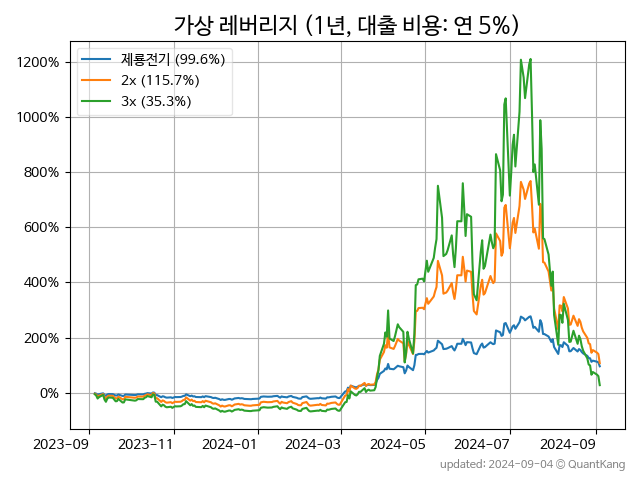 가상 레버리지 (1년, 대출 비용: 연 5%)
제룡전기 (99.6%)
2x (115.7%)
3x (35.3%)
1200%
1000%
800%
600%
400%
200%
0%
2023-09 2023-11 2024-01 2024-03 2024-05 2024-07 2024-09
updated: 2024-09-04 © QuantKang